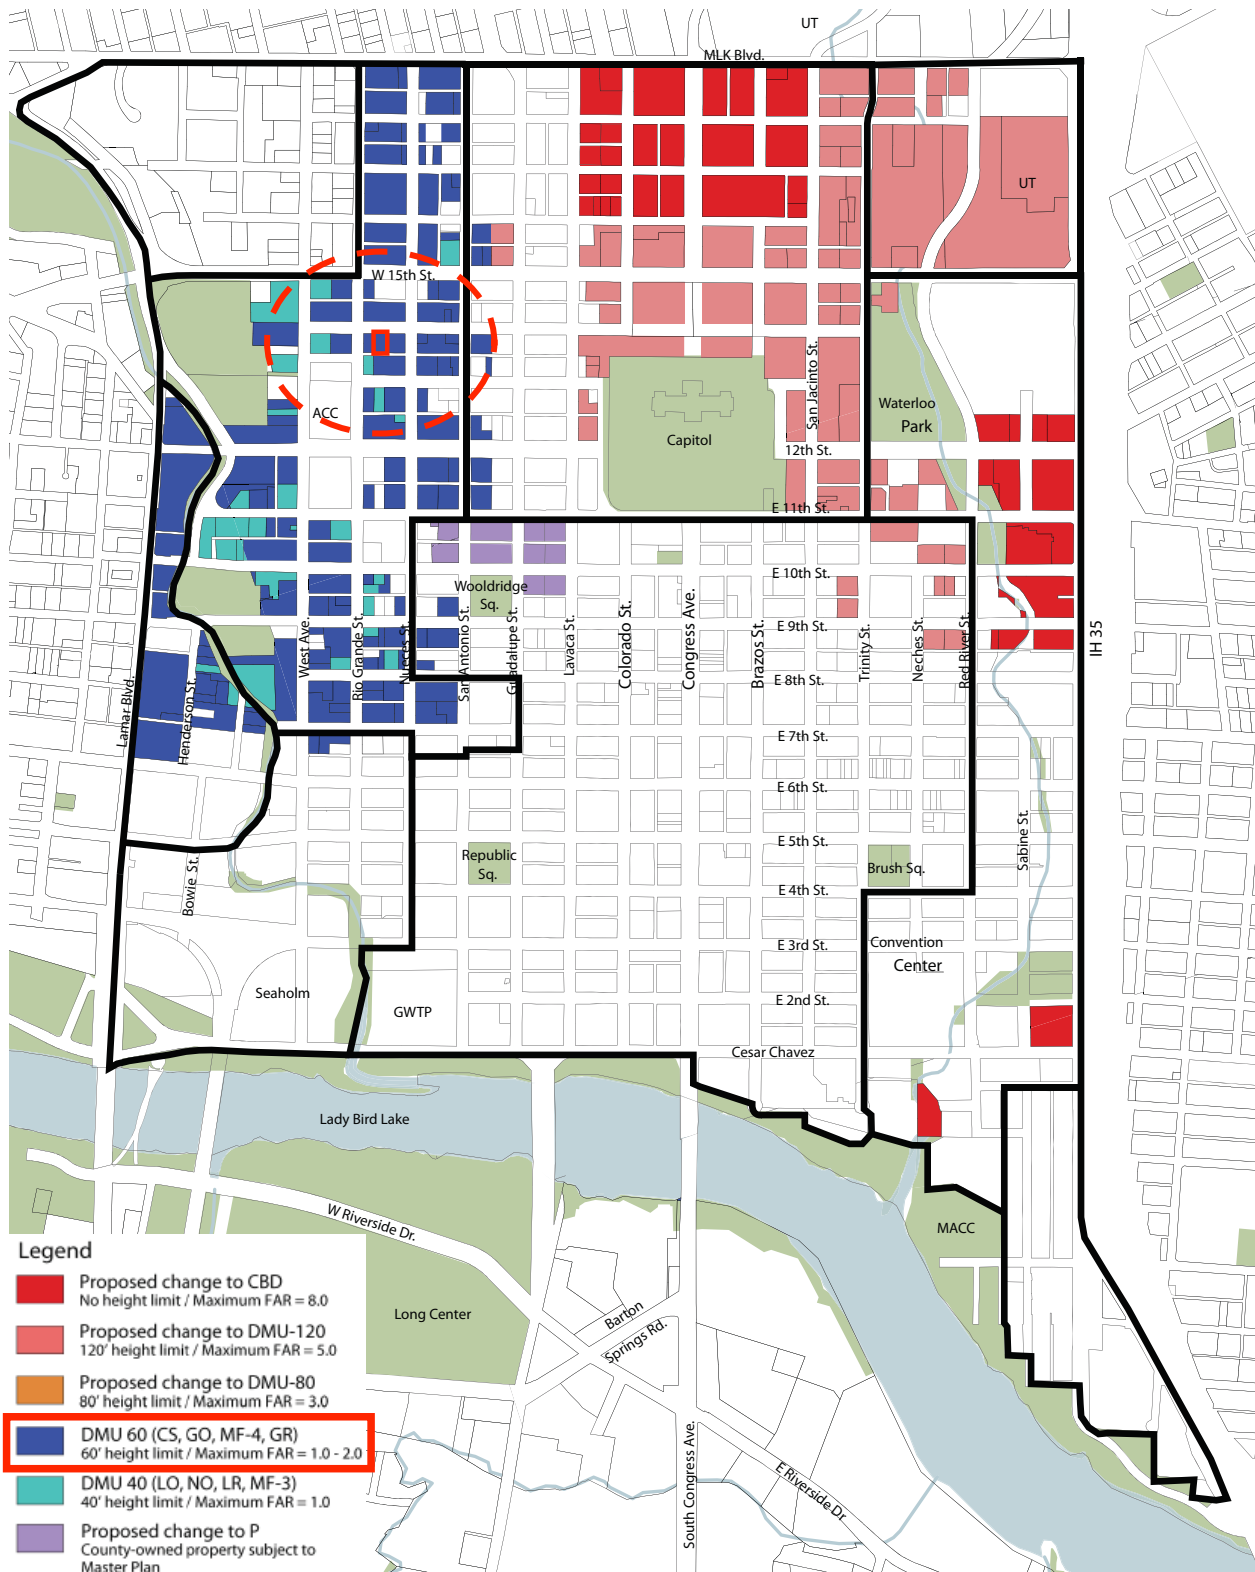 UT
MLK Blvd.
UT
W 15th St.
San Jacinto St.
Waterloo
Park
ACC
Capitol
12th St.
E 11th St.
E 10th St.
Wooldridge
Sq.
E 9th St.
West Ave.
Rio Grande St.
Nueces St.
San Antonio St.
Guadalupe St.
Lavaca St.
Colorado St.
Congress Ave.
Brazos St.
Trinity St.
Neches St.
Red River St.
IH 35
E 8th St.
Lamar Blvd.
Henderson St.
E 7th St.
E 6th St.
E 5th St.
Sabine St.
Republic
Sq.
Brush Sq.
Bowie St.
E 4th St.
E 3rd St.
Convention
Center
Seaholm
GWTP
E 2nd St.
Cesar Chavez
Lady Bird Lake
W Riverside Dr.
MACC
Long Center
Barton
Springs Rd.
South Congress Ave.
E Riverside Dr.
Legend
Proposed change to CBD
No height limit / Maximum FAR = 8.0
Proposed change to DMU-120
120' height limit / Maximum FAR = 5.0
Proposed change to DMU-80
80' height limit / Maximum FAR = 3.0
DMU 60 (CS, GO, MF-4, GR)
60' height limit / Maximum FAR = 1.0 - 2.0
DMU 40 (LO, NO, LR, MF-3)
40' height limit / Maximum FAR = 1.0
Proposed change to P
County-owned property subject to
Master Plan